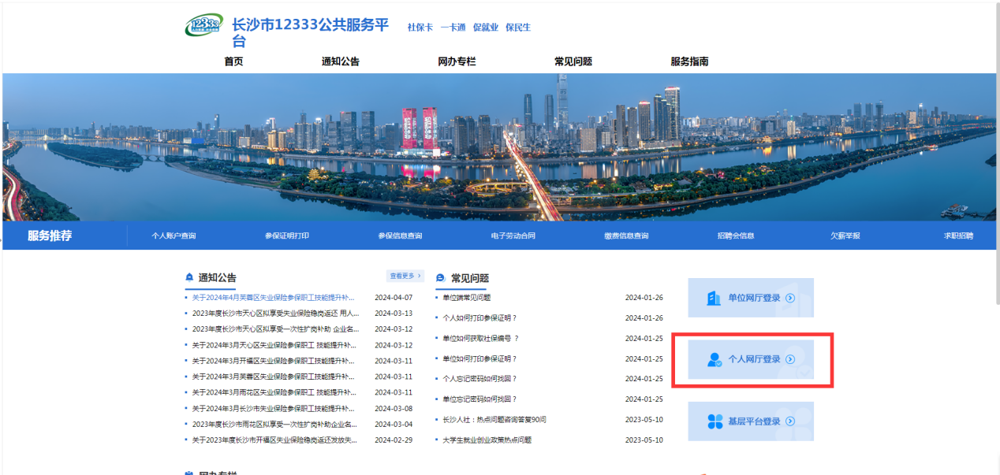 12333
长沙市12333公共服务平
台
社保卡 一卡通 促就业 保民生
首页 通知公告 网办专栏 常见问题 服务指南
服务推荐 个人账户查询 参保证明打印 参保信息查询 电子劳动合同 缴费信息查询 招聘会信息 欠薪举报 求职招聘
通知公告 查看更多 >
关于2024年4月芙蓉区失业保险参保职工技能提升补... 2024-04-07
2023年度长沙市天心区拟享受失业保险稳岗返还 用人... 2024-03-13
2023年度长沙市天心区拟享受一次性扩岗补助 企业名... 2024-03-12
关于2024年3月天心区失业保险参保职工 技能提升补... 2024-03-12
关于2024年3月开福区失业保险参保职工技能提升补... 2024-03-11
关于2024年3月芙蓉区失业保险参保职工技能提升补... 2024-03-11
关于2024年3月雨花区失业保险参保职工 技能提升补... 2024-03-11
关于2024年3月长沙市失业保险参保职工技能提升补... 2024-03-08
2023年度长沙市雨花区拟享受一次性扩岗补助企业名... 2024-03-04
关于2023年度长沙市开福区失业保险稳岗返还发放失... 2024-02-29
常见问题
单位端常见问题 2024-01-26
个人如何打印参保证明？ 2024-01-26
单位如何获取社保编号 ？ 2024-01-25
单位如何打印参保证明？ 2024-01-25
个人忘记密码如何找回？ 2024-01-25
单位忘记密码如何找回？ 2024-01-25
长沙人社：热点问题咨询答复90问 2023-05-10
大学生就业创业政策热点问题 2023-05-10
单位网厅登录
个人网厅登录
基层平台登录
网办专栏